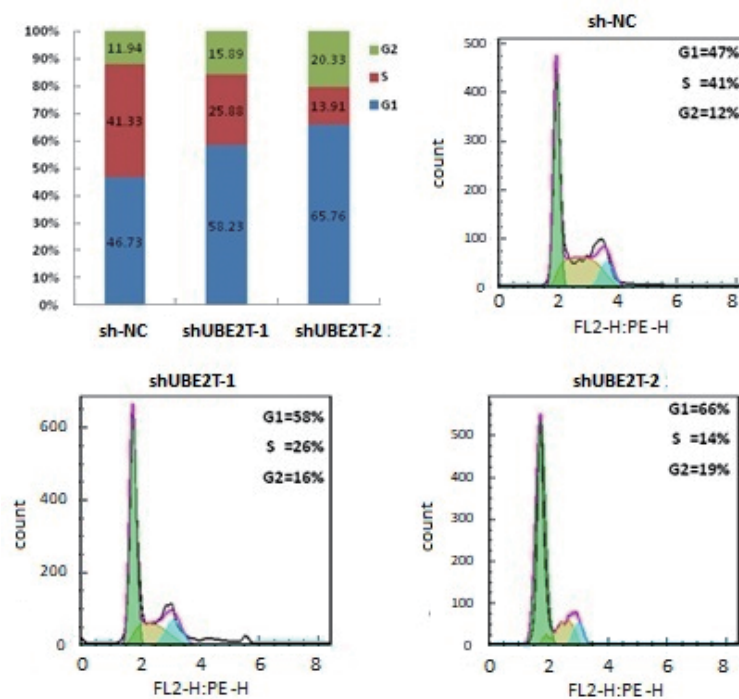 100%
90%
80%
70%
60%
50%
40%
30%
20%
10%
0%
11.94
41.33
46.73
15.89
25.88
58.23
20.33
13.91
65.76
G2
S
G1
sh-NC shUBE2T-1 shUBE2T-2 :
sh-NC
G1=47%
S =41%
G2=12%
500
400
300
200
100
0
count
0 2 4 6 8
FL2-H:PE-H
shUBE2T-1
G1=58%
S =26%
G2=16%
600
400
200
0
count
0 2 4 6 8
FL2-H:PE-H
shUBE2T-2 :
G1=66%
S =14%
G2=19%
500
400
300
200
100
0
count
0 2 4 6 8
FL2-H:PE-H